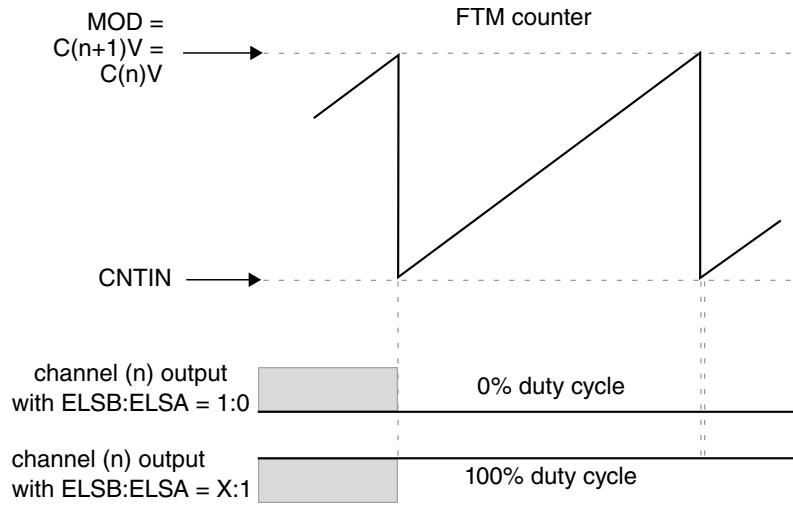 MOD =
C(n+1)V =
C(n)V
FTM counter
CNTIN
channel (n) output
with ELSB:ELSA = 1:0
0% duty cycle
channel (n) output
with ELSB:ELSA = X:1
100% duty cycle